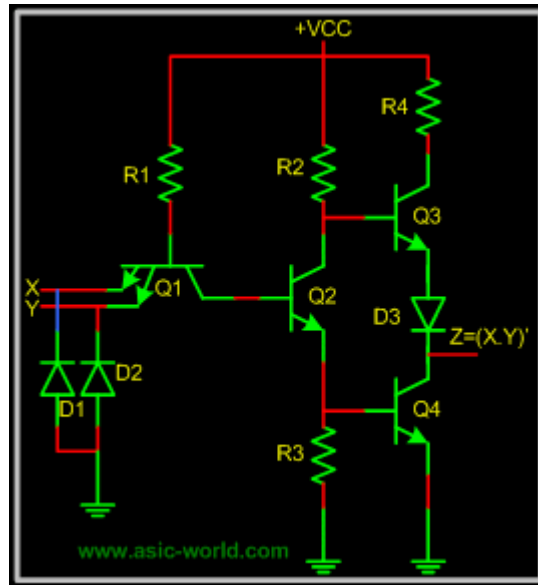 +VCC
R4
R1
R2
Q3
X
Q1
Y
Q2
D3
Z=(X.Y)'
D2
D1
Q4
R3
www.asic-world.com